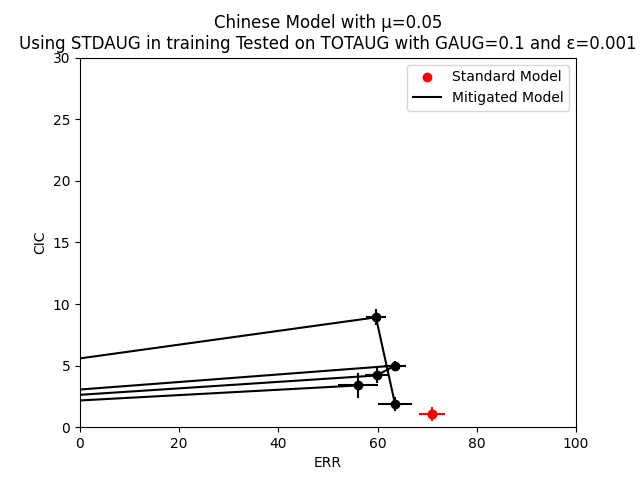 Chinese Model with μ=0.05
Using STDAUG in training Tested on TOTAUG with GAUG=0.1 and ε=0.001
Standard Model
Mitigated Model
30
25
20
15
10
5
0
CIC
0 20 40 60 80 100
ERR